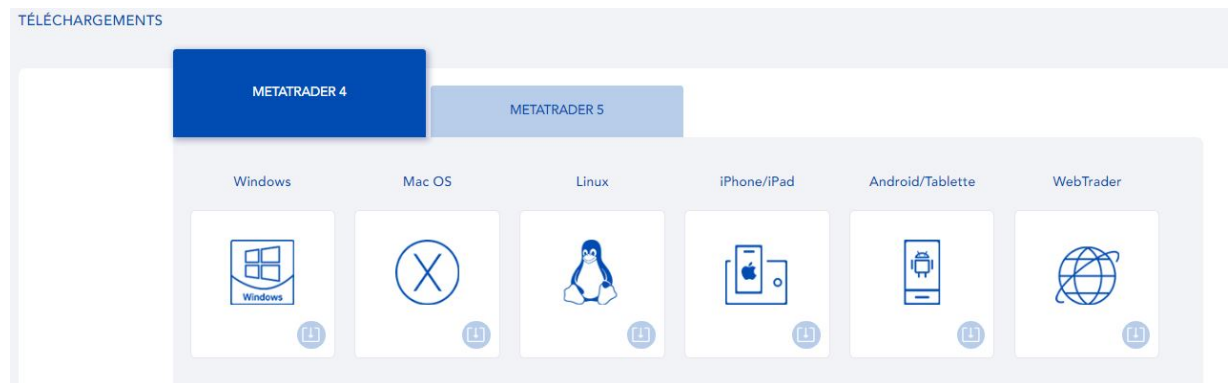 TÉLÉCHARGEMENTS
METATRADER 4
METATRADER 5
Windows
Mac OS
Linux
iPhone/iPad
Android/Tablette
WebTrader
Windows
X